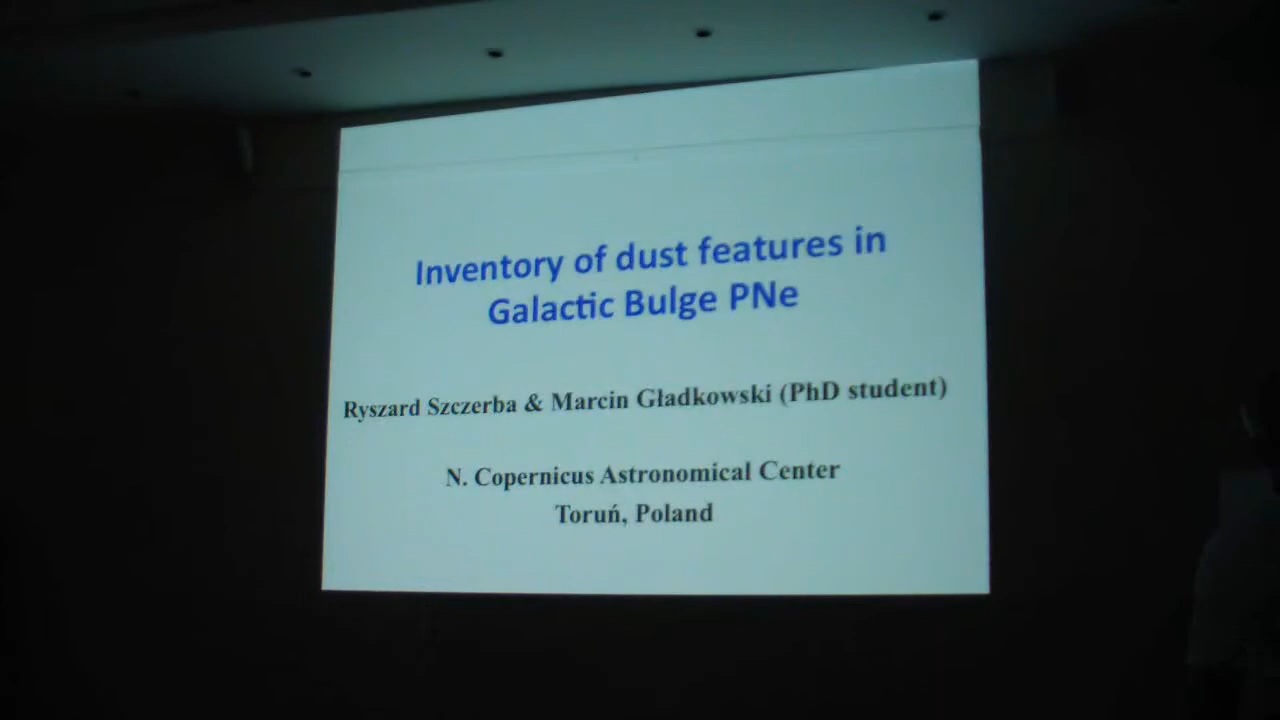 Inventory of dust features in
Galactic Bulge PNe
Ryszard Szczerba & Marcin Gładkowski (PhD student)
N. Copernicus Astronomical Center
Toruń, Poland